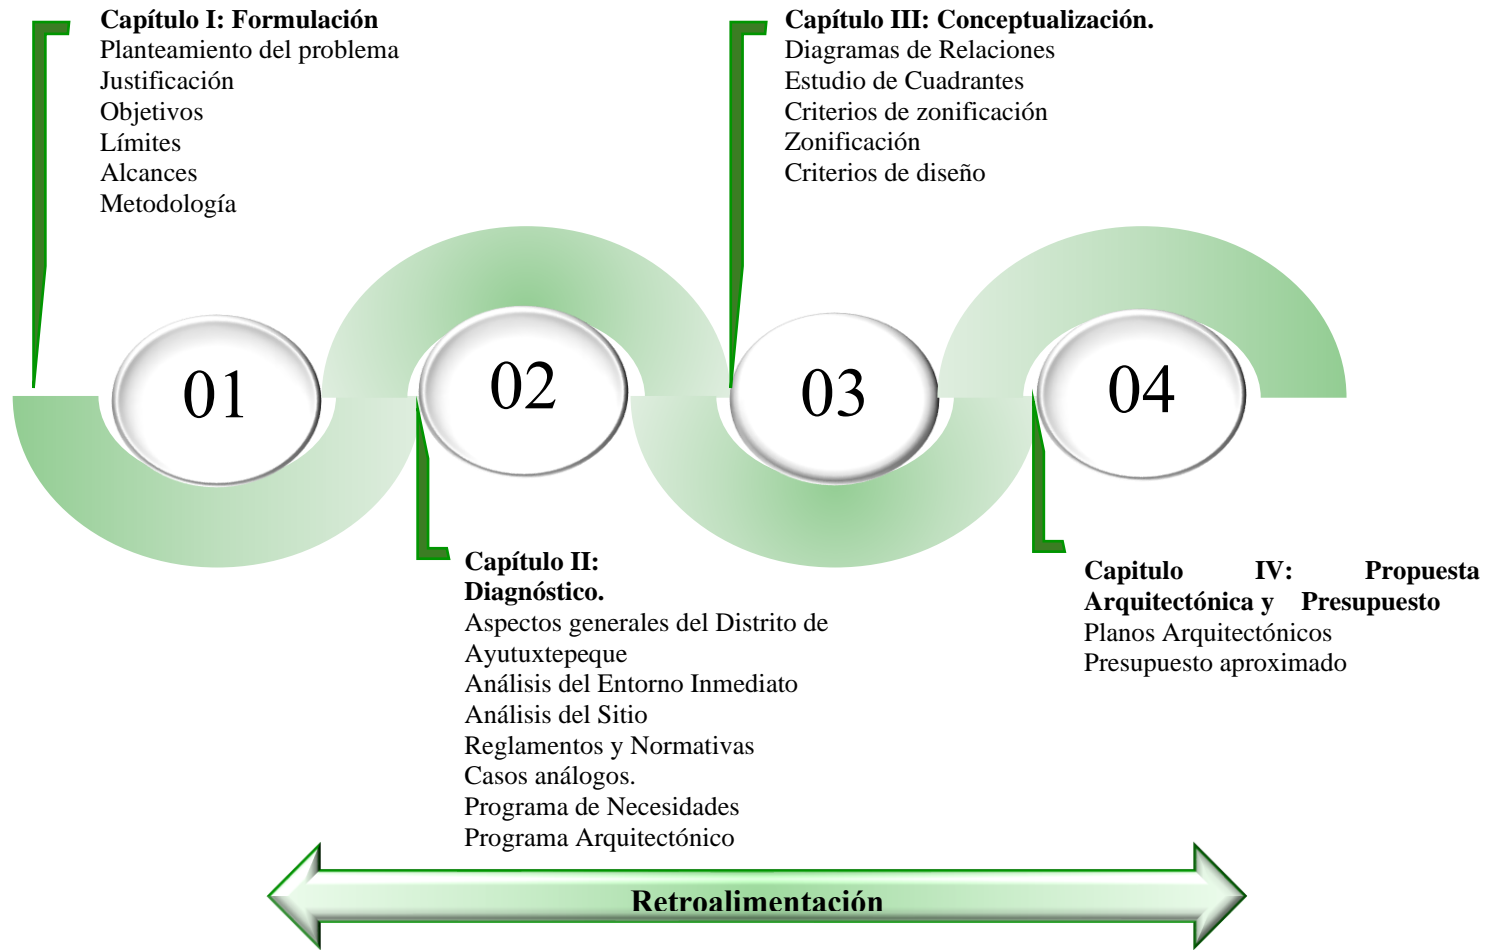 Capítulo I: Formulación
Planteamiento del problema
Justificación
Objetivos
Límites
Alcances
Metodología
Capítulo III: Conceptualización.
Diagramas de Relaciones
Estudio de Cuadrantes
Criterios de zonificación
Zonificación
Criterios de diseño
01
02
03
04
Capítulo II:
Diagnóstico.
Aspectos generales del Distrito de
Ayutuxtepeque
Análisis del Entorno Inmediato
Análisis del Sitio
Reglamentos y Normativas
Casos análogos.
Programa de Necesidades
Programa Arquitectónico
Capitulo IV: Propuesta
Arquitectónica y Presupuesto
Planos Arquitectónicos
Presupuesto aproximado
Retroalimentación